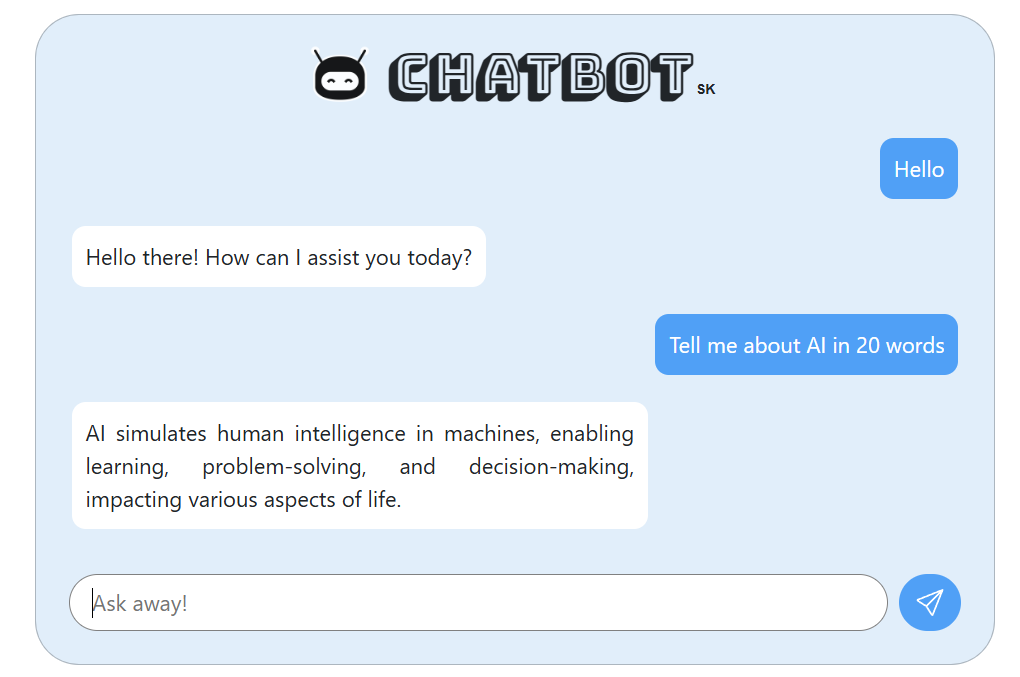 CHATBOT SK
Hello
Hello there! How can I assist you today?
Tell me about AI in 20 words
AI simulates human intelligence in machines, enabling
learning, problem-solving, and decision-making,
impacting various aspects of life.
Ask away!